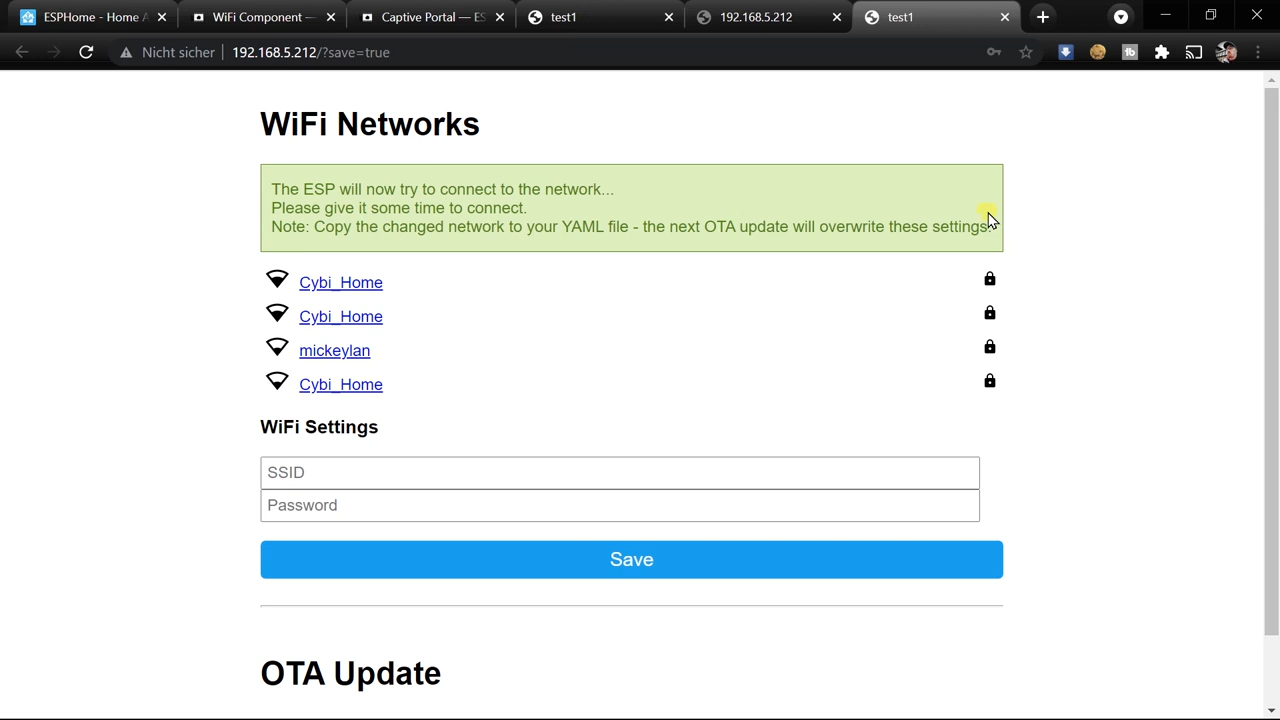 ESPHome - Home A
WiFi Component —
Captive Portal — ES
test1
192.168.5.212
test1
Nicht sicher
192.168.5.212/?save=true
WiFi Networks
The ESP will now try to connect to the network...
Please give it some time to connect.
Note: Copy the changed network to your YAML file - the next OTA update will overwrite these settings.
Cybi_Home
Cybi_Home
mickeylan
Cybi_Home
WiFi Settings
SSID
Password
Save
OTA Update